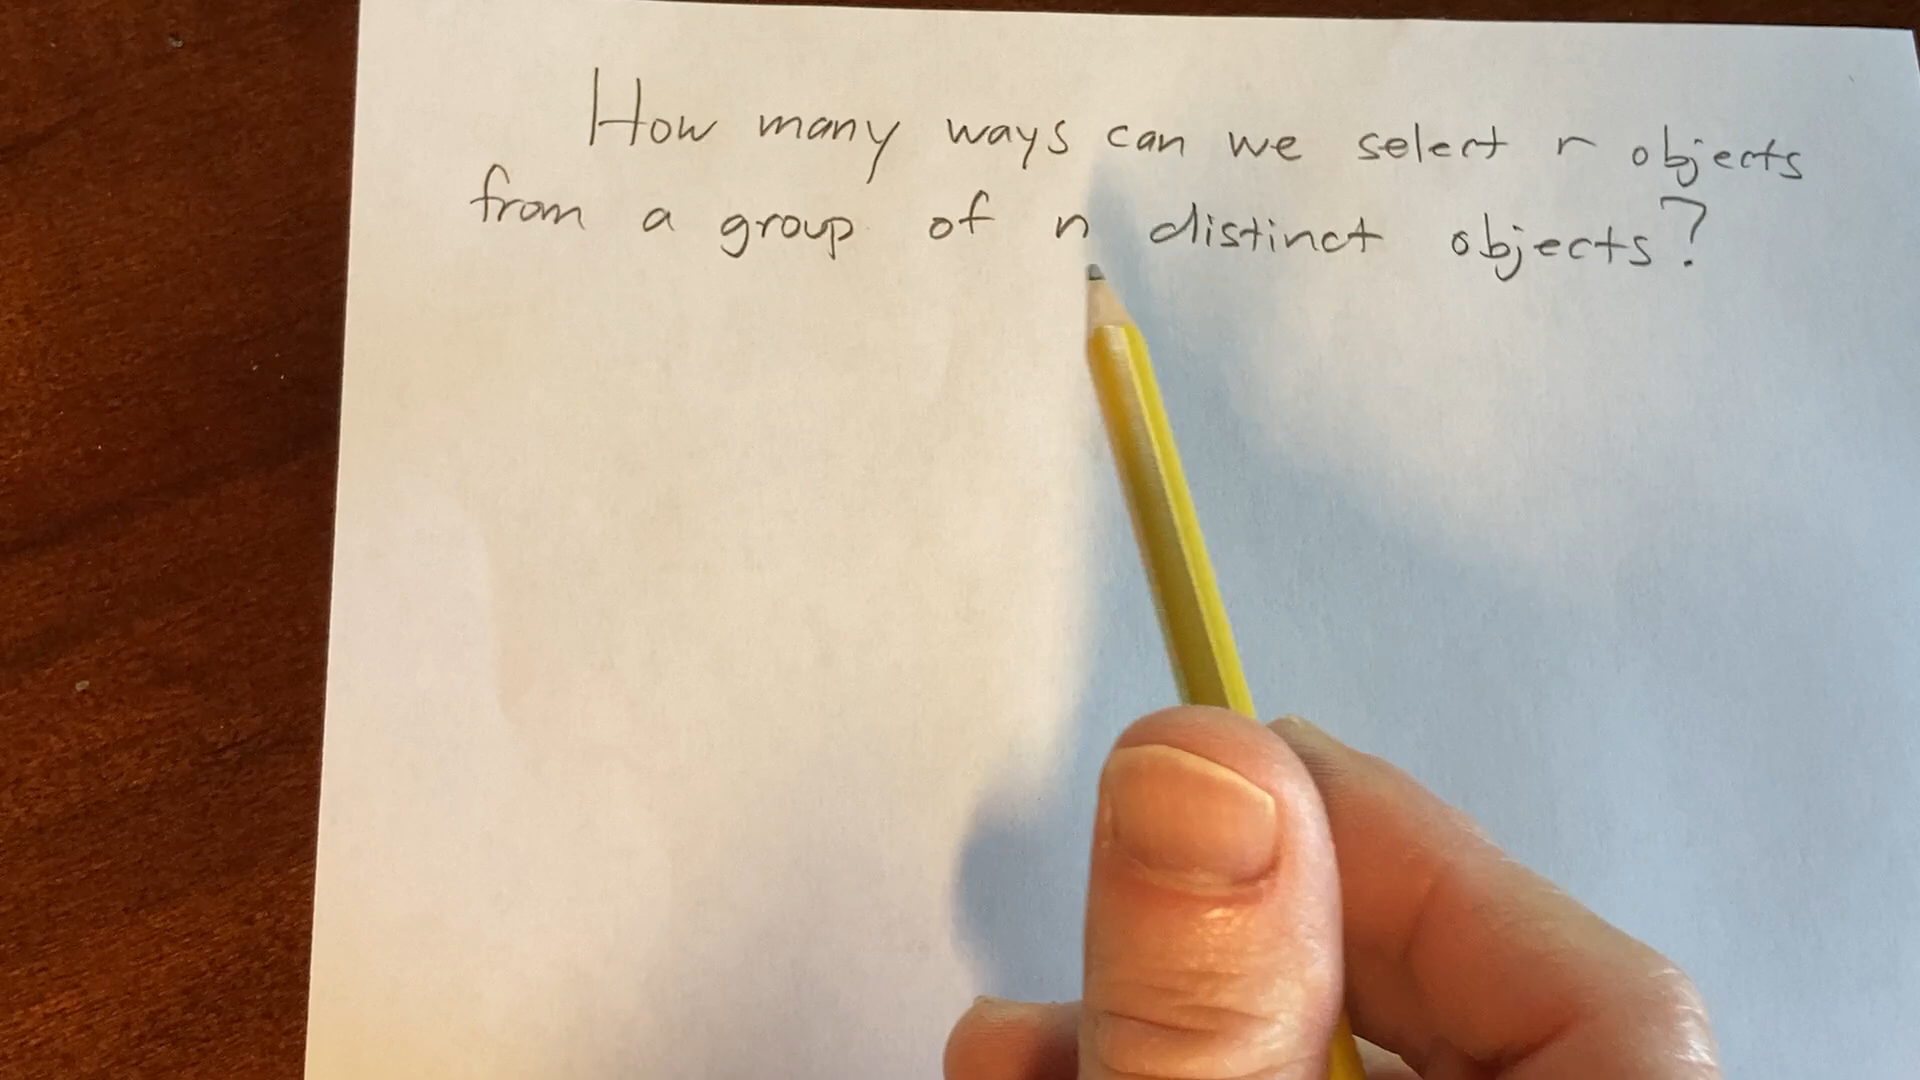 How many ways can we select r objects
from a group of n distinct objects?